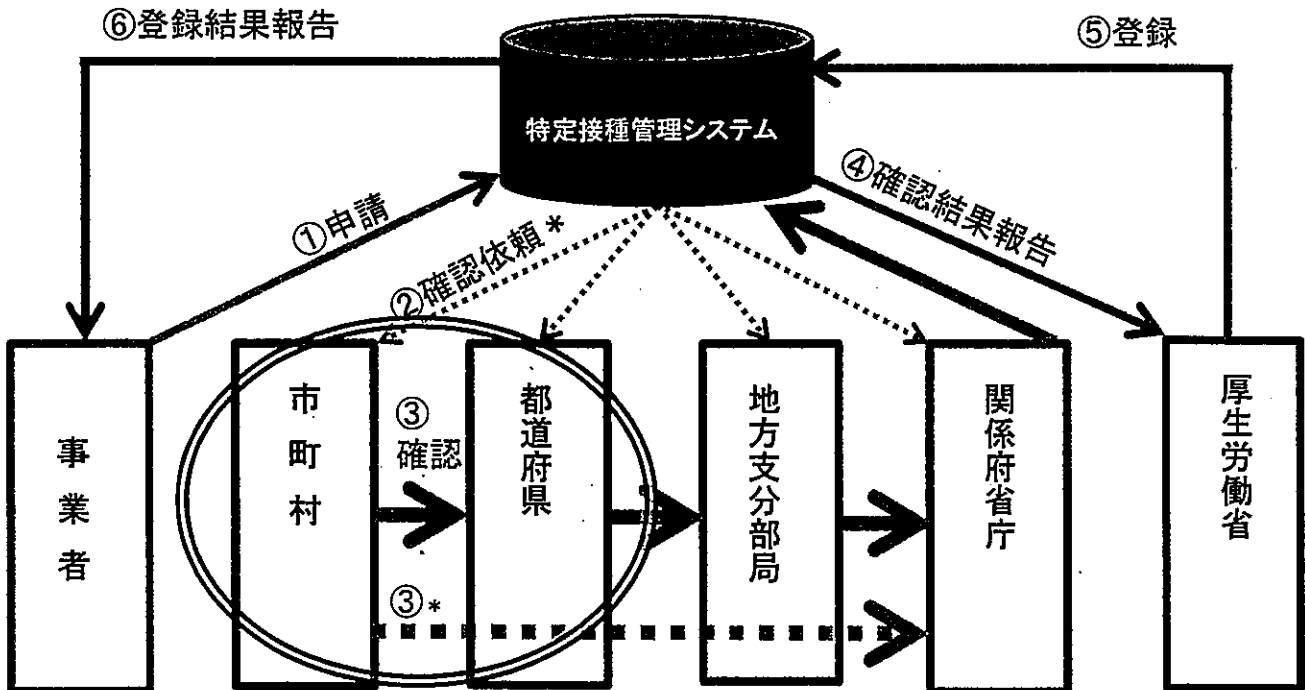 ⑥登録結果報告
⑤登録
特定接種管理システム
①申請
②確認依頼*
④確認結果報告
事業者
市町村
③
確認
都道府県
地方支分部局
関係府省庁
厚生労働省
③*